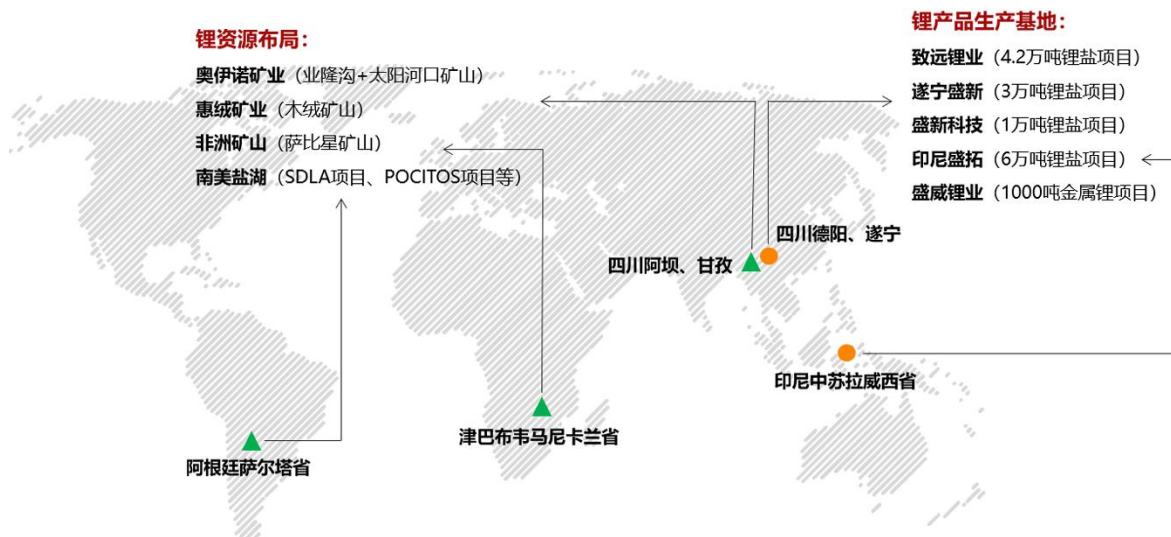 锂资源布局：
奥伊诺矿业（业隆沟+太阳河口矿山）
惠绒矿业（木绒矿山）
非洲矿山（萨比星矿山）
南美盐湖（SDLA项目、POCITOS项目等）
锂产品生产基地：
致远锂业（4.2万吨锂盐项目）
遂宁盛新（3万吨锂盐项目）
盛新科技（1万吨锂盐项目）
印尼盛拓（6万吨锂盐项目）
盛威锂业（1000吨金属锂项目）
四川德阳、遂宁
四川阿坝、甘孜
印尼中苏拉威西省
津巴布韦马尼卡兰省
阿根廷萨尔塔省